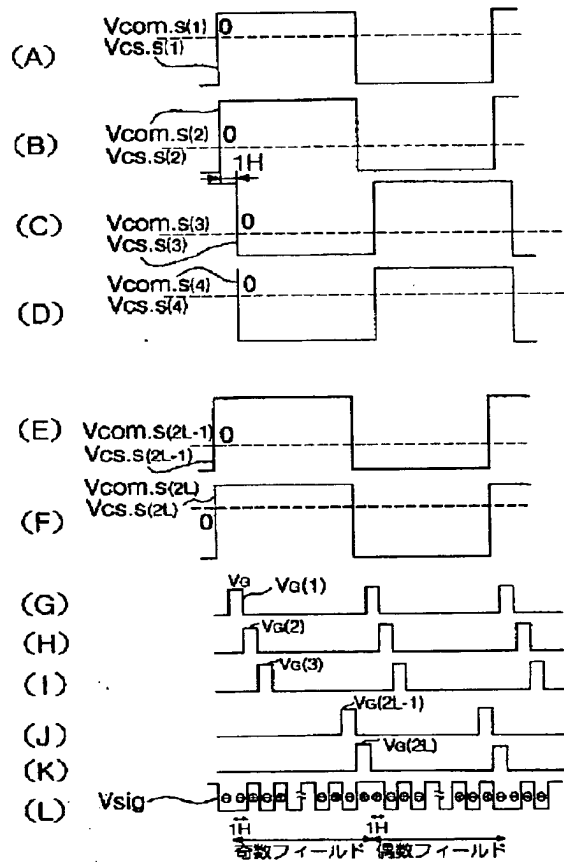 (A)
Vcom.s(1) 0
Vcs.s(1)
(B)
Vcom.s(2) 0
Vcs.s(2)
1H
(C)
Vcom.s(3) 0
Vcs.s(3)
(D)
Vcom.s(4) 0
Vcs.s(4)
(E)
Vcom.s(2L-1) 0
Vcs.s(2L-1)
(F)
Vcom.s(2L)
Vcs.s(2L)
0
(G)
VG VG(1)
(H)
VG(2)
(I)
VG(3)
(J)
VG(2L-1)
(K)
VG(2L)
(L)
Vsig
1H 1H
奇数フィールド 偶数フィールド